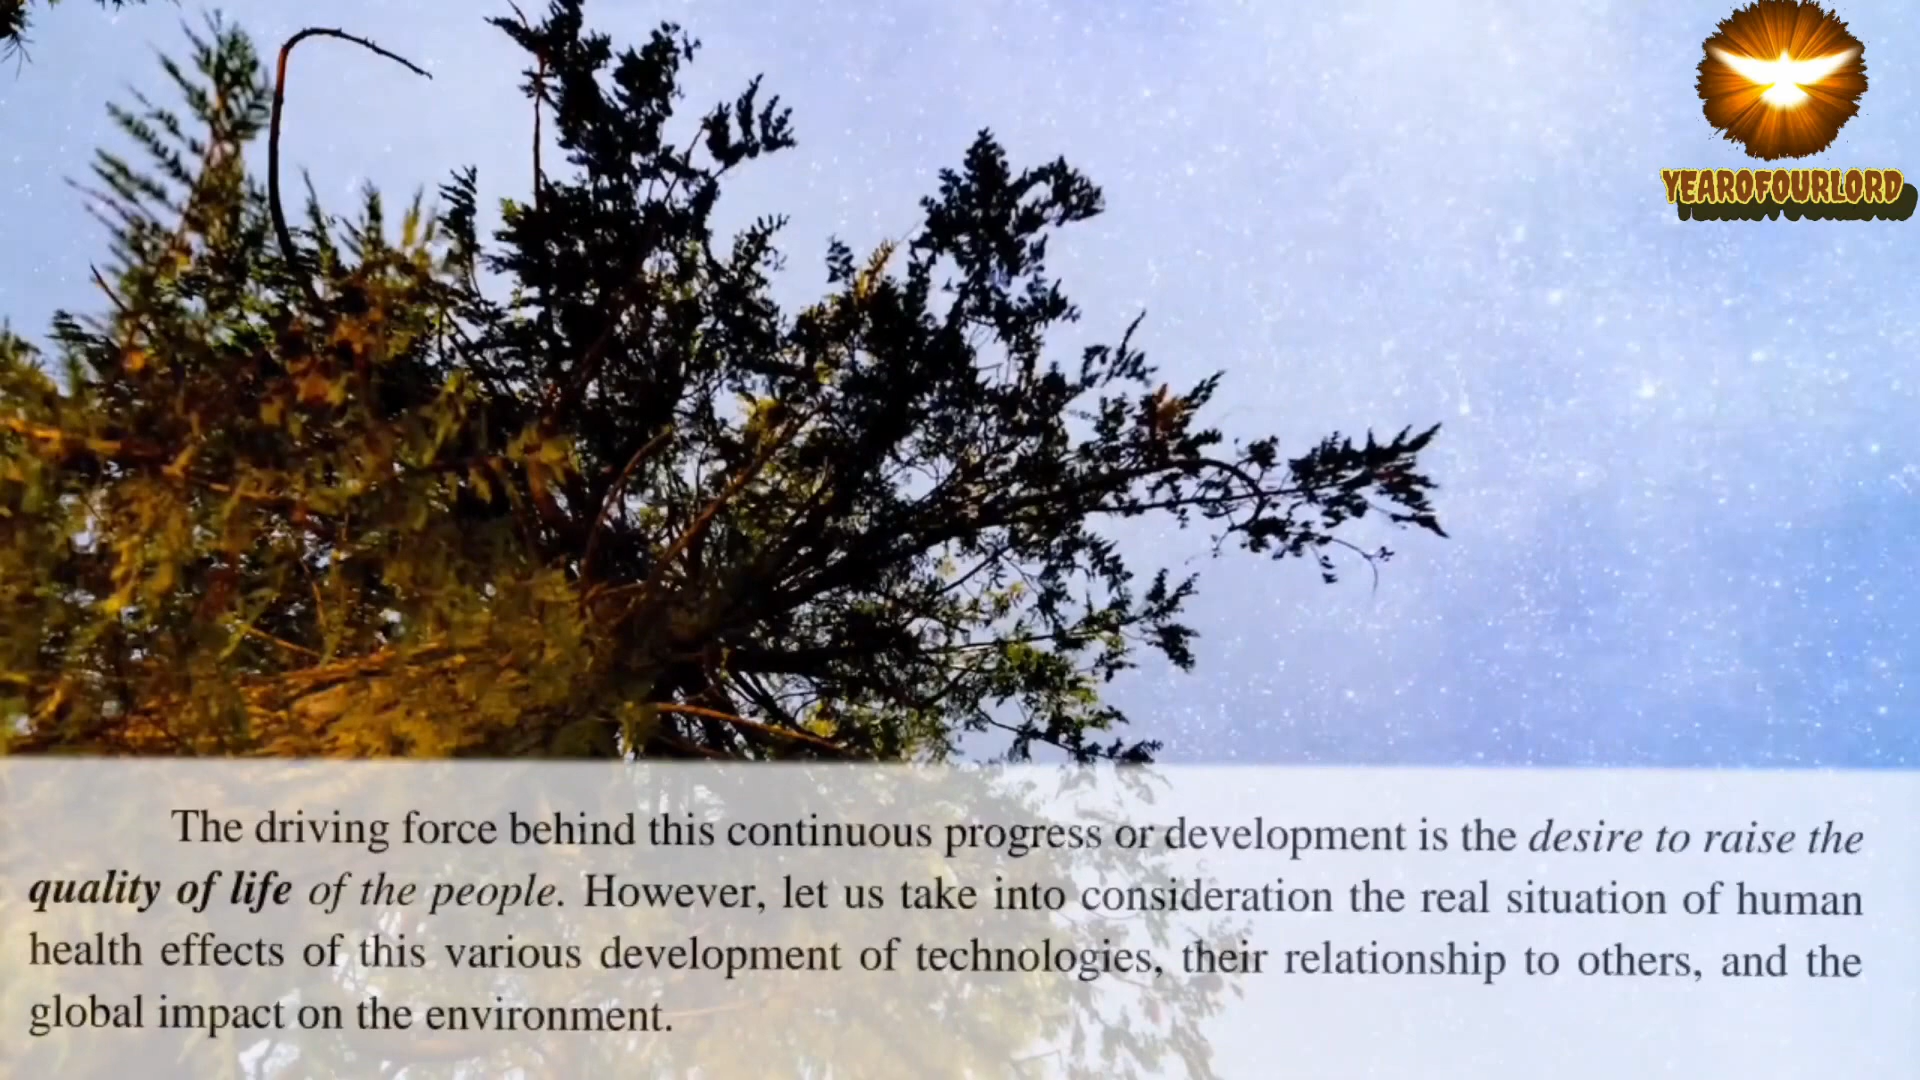 YEAROFOURLORD
The driving force behind this continuous progress or development is the desire to raise the
quality of life of the people. However, let us take into consideration the real situation of human
health effects of this various development of technologies, their relationship to others, and the
global impact on the environment.